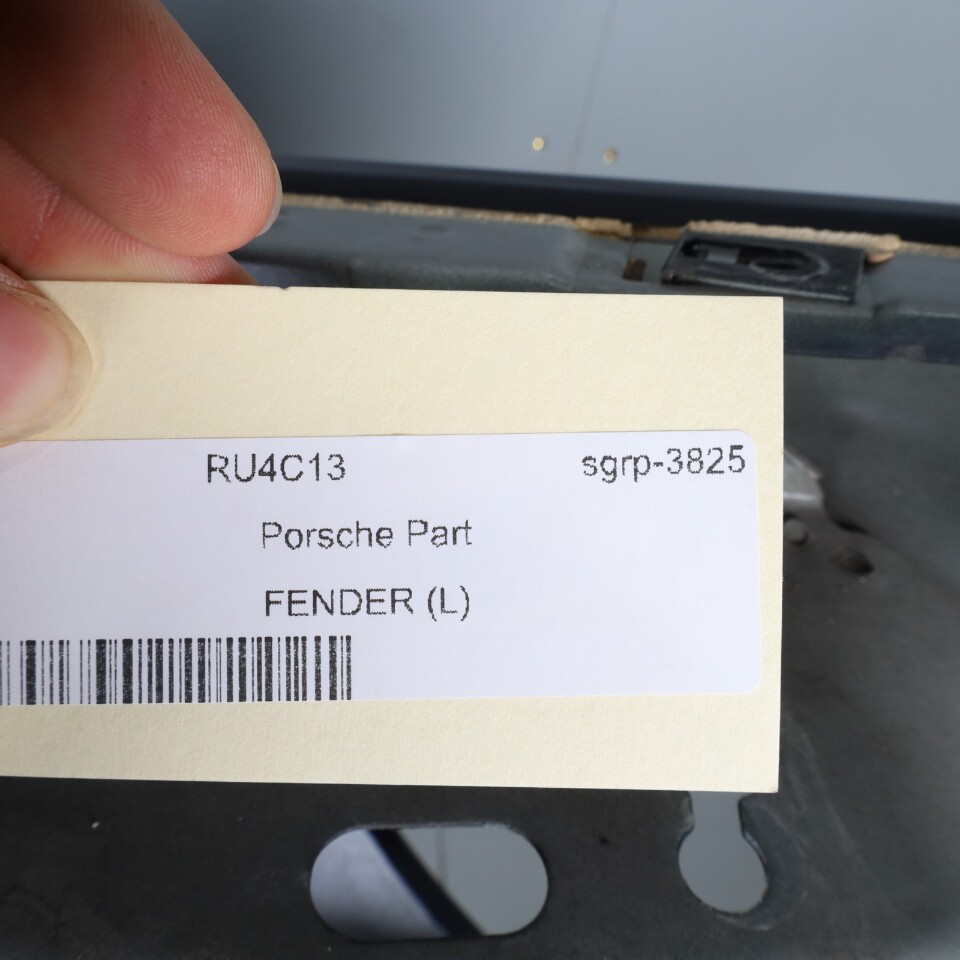 RU4C13 sgrp-3825
Porsche Part
FENDER (L)